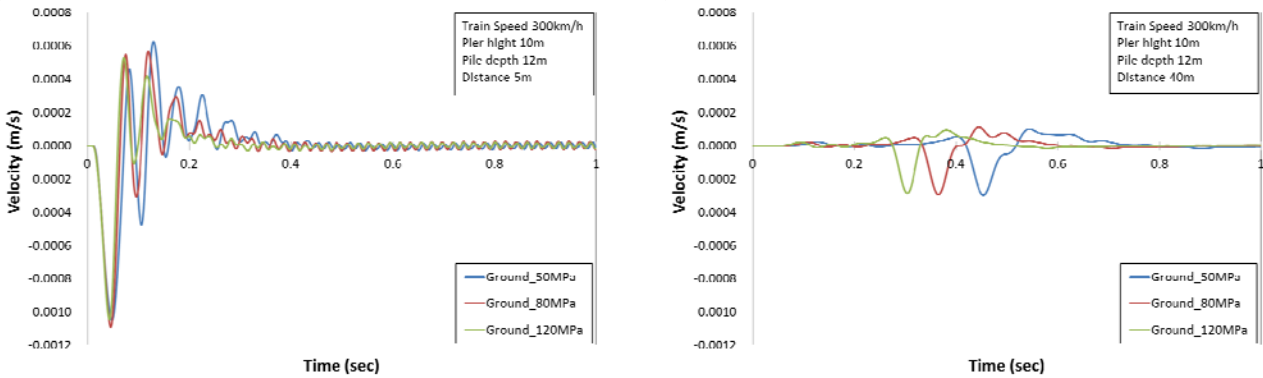 0.0008
0.0006
0.0004
0.0002
0.0000
0.0002
0.0004
-0.0006
-0.0008
0.0010
-0.0012
Velocity (m/s)
0
0.2
0.4
0.6
0.8
1
Time (sec)
Train Speed 300km/h
Pier hight 10m
Pile depth 12m
Distance 5m
Ground_50MPa
Ground_80MPa
Ground_120MPa
0.0008
0.0006
0.0004
0.0002
0.0000
0.0002
0.0004
-0.0006
-0.0008
0.0010
-0.0012
Velocity (m/s)
0
0.2
0.4
0.6
0.8
1
Time (sec)
Train Speed 300km/h
Pier hight 10m
Pile depth 12m
Distance 40m
Ground_50MPa
Ground_80MPa
Ground_120MPa